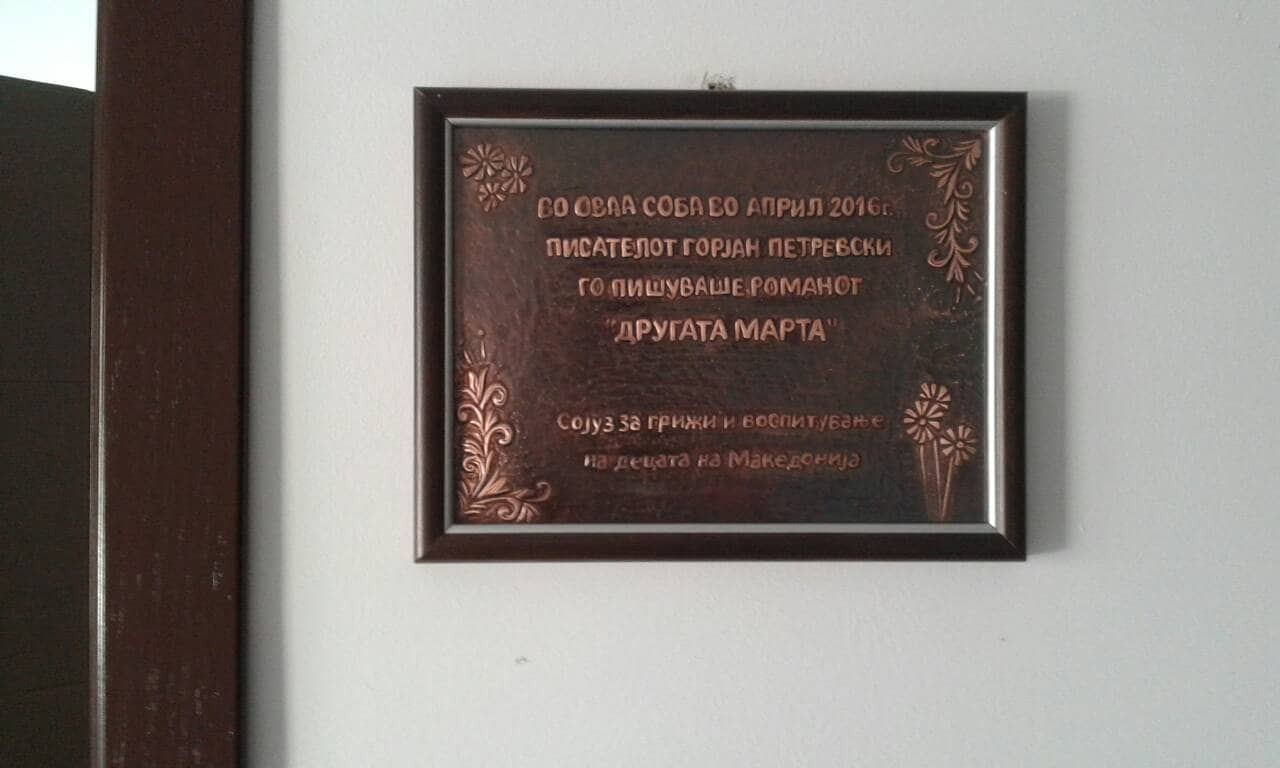 ВО ОВАА СОБА ВО АПРИЛ 2016г.
ПИСАТЕЛОТ ГОРЈАН ПЕТРЕВСКИ
ГО ПИШУВАШЕ РОМАНОТ
"ДРУГАТА МАРТА"
Сојуз за грижи и воспитување
на децата на Македонија